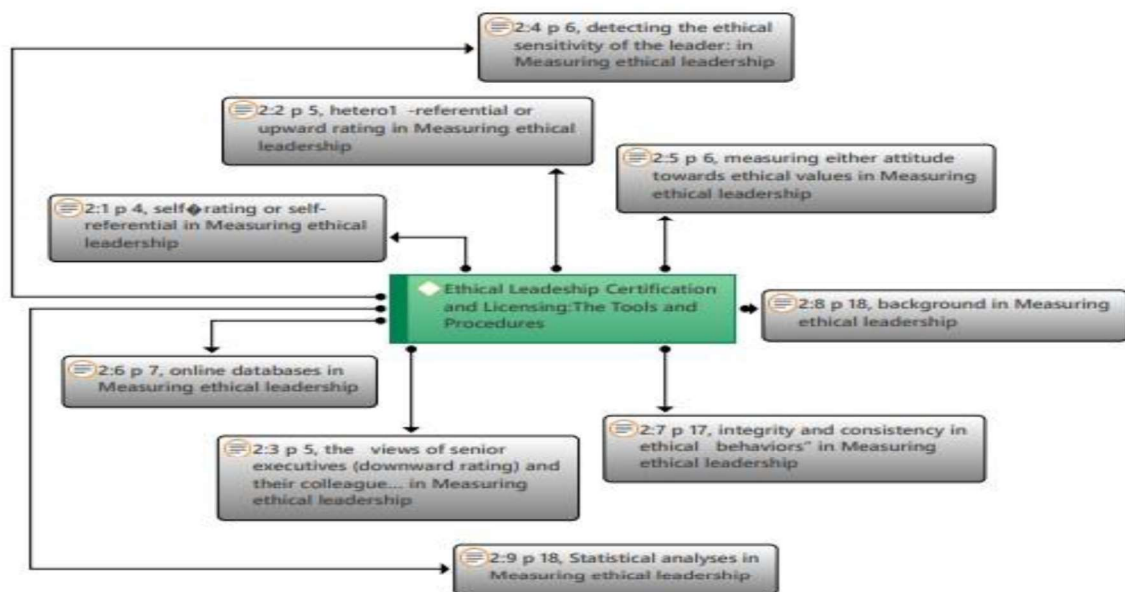 2:4 p 6, detecting the ethical
sensitivity of the leader: in
Measuring ethical leadership
2:2 p 5, hetero1 -referential or
upward rating in Measuring ethical
leadership
2:5 p 6, measuring either attitude
towards ethical values in Measuring
ethical leadership
2:1 p 4, self�rating or self-
referential in Measuring ethical
leadership
Ethical Leadeship Certification
and Licensing:The Tools and
Procedures
2:8 p 18, background in Measuring
ethical leadership
2:6 p 7, online databases in
Measuring ethical leadership
2:3 p 5, the views of senior
executives (downward rating) and
their colleague... in Measuring
ethical leadership
2:7 p 17, integrity and consistency in
ethical behaviors” in Measuring
ethical leadership
2:9 p 18, Statistical analyses in
Measuring ethical leadership